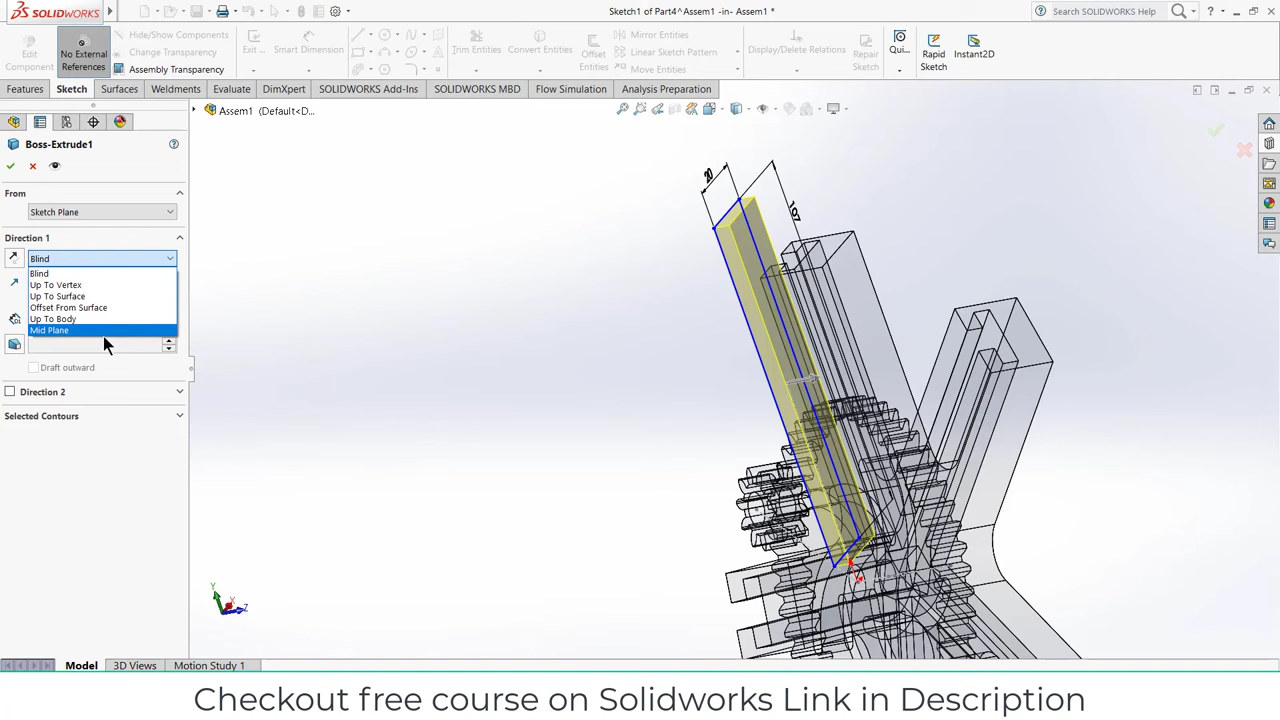 SOLIDWORKS
Sketch1 of Part4^Assem1 -in- Assem1 *
Search SOLIDWORKS Help
Edit Component
No External References
Hide/Show Components
Change Transparency
Assembly Transparency
Exit ...
Smart Dimension
Trim Entities
Convert Entities
Offset Entities
Mirror Entities
Linear Sketch Pattern
Move Entities
Display/Delete Relations
Repair Sketch
Qui...
Rapid Sketch
Instant2D
Features
Sketch
Surfaces
Weldments
Evaluate
DimXpert
SOLIDWORKS Add-Ins
SOLIDWORKS MBD
Flow Simulation
Analysis Preparation
Assem1 (Default<D...
Boss-Extrude1
From
Sketch Plane
Direction 1
Blind
Blind
Up To Vertex
Up To Surface
Offset From Surface
Up To Body
Mid Plane
Draft outward
Direction 2
Selected Contours
20
107
Y
X
Z
Model
3D Views
Motion Study 1
Checkout free course on Solidworks Link in Description